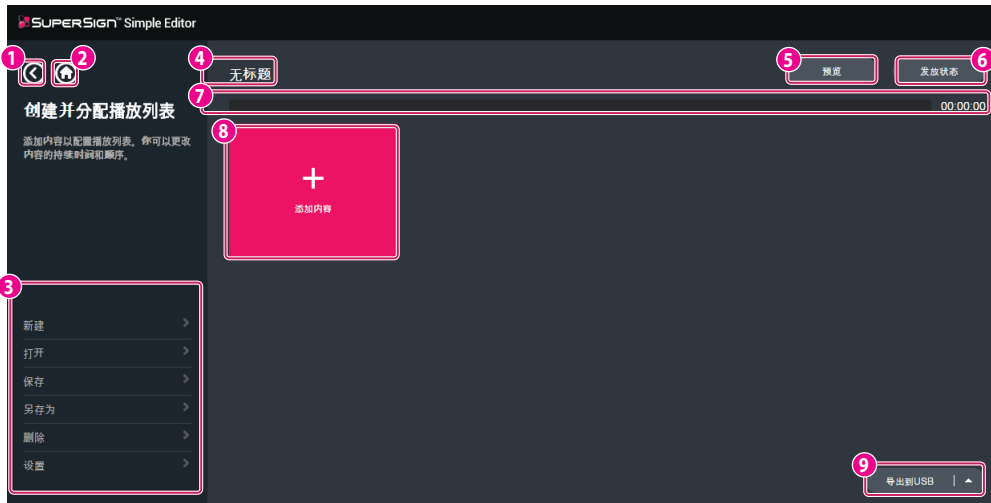 SUPERSIGN™ Simple Editor
1
2
4
无标题
5
预览
6
发放状态
创建并分配播放列表
7
00:00:00
添加内容以配置播放列表。你可以更改
内容的持续时间和顺序。
8
+
添加内容
3
新建
打开
保存
另存为
删除
设置
9
导出到USB